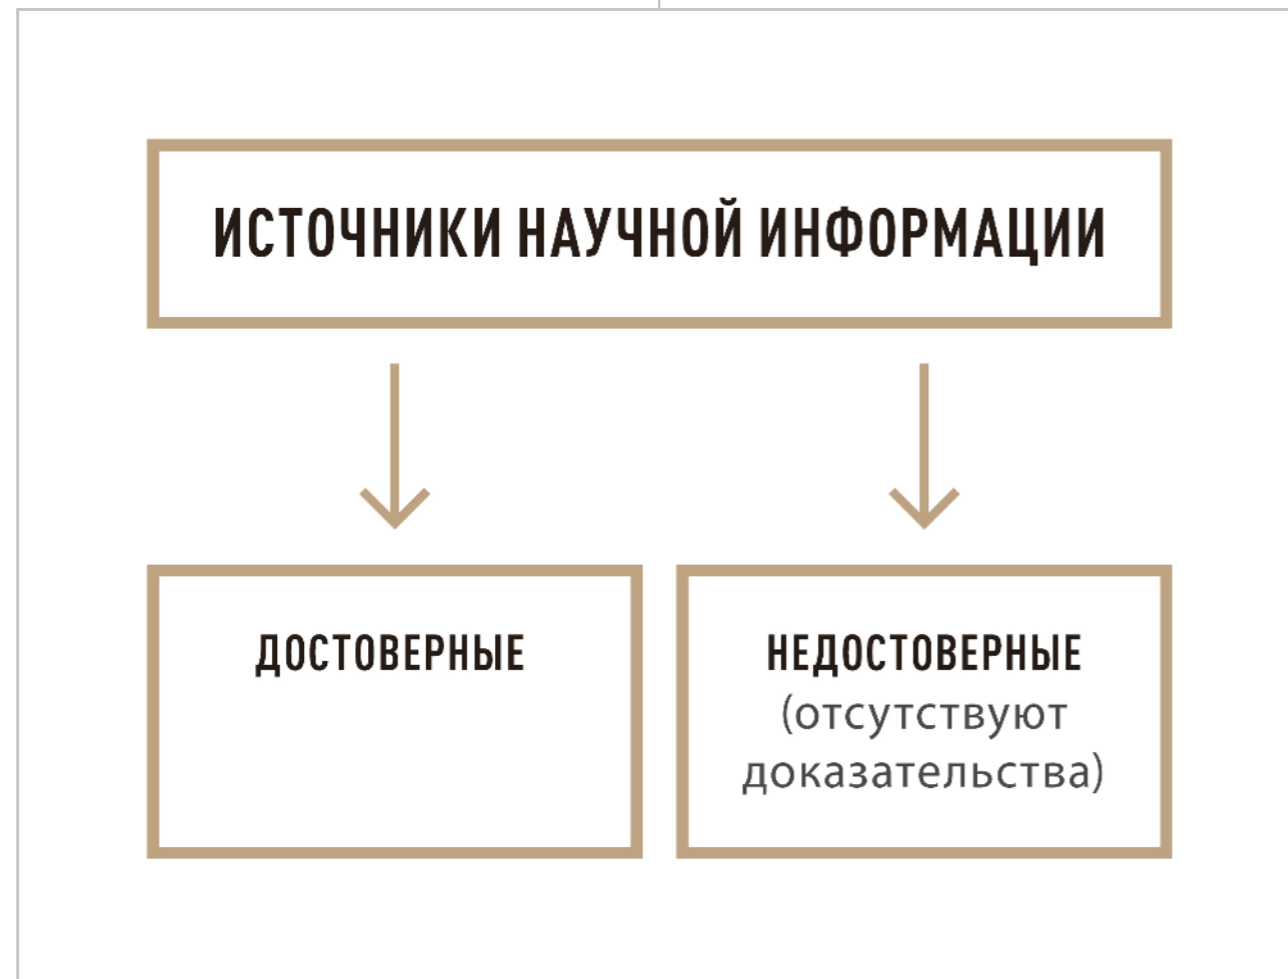 ИСТОЧНИКИ НАУЧНОЙ ИНФОРМАЦИИ
ДОСТОВЕРНЫЕ
НЕДОСТОВЕРНЫЕ
(отсутствуют
доказательства)